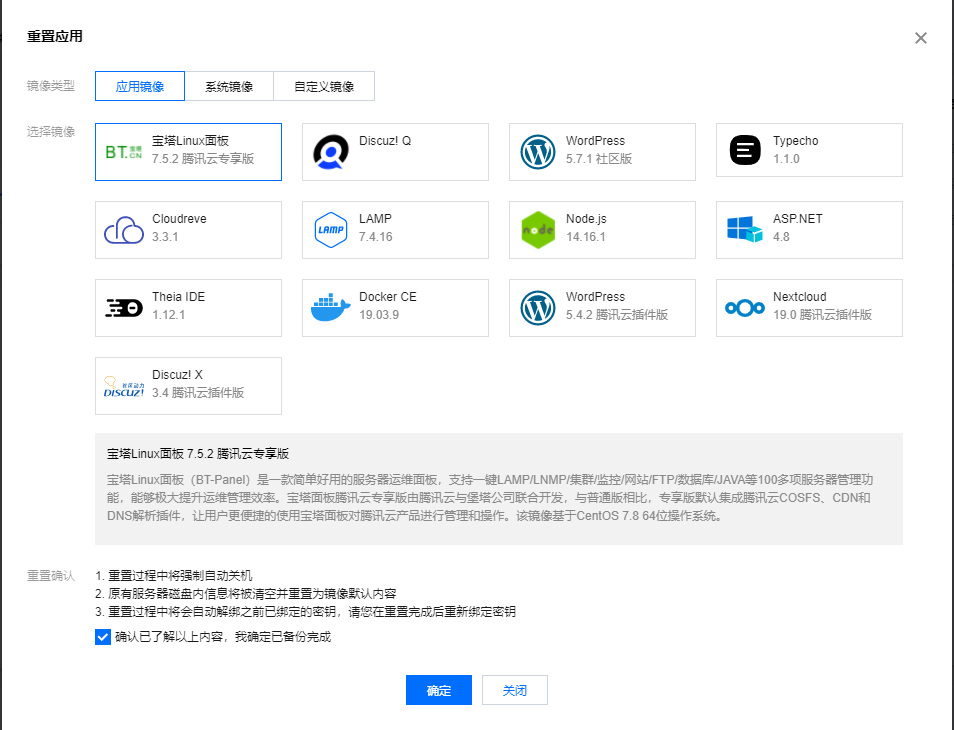 重置应用
镜像类型
应用镜像
系统镜像
自定义镜像
选择镜像
BT.宝塔.CN
宝塔Linux面板
7.5.2 腾讯云专享版
Discuz! Q
WordPress
5.7.1 社区版
Typecho
1.1.0
Cloudreve
3.3.1
LAMP
LAMP
7.4.16
node
Node.js
14.16.1
ASP.NET
4.8
Theia IDE
1.12.1
Docker CE
19.03.9
WordPress
5.4.2 腾讯云插件版
Nextcloud
19.0 腾讯云插件版
社区动力
DISCUZ!
Discuz! X
3.4 腾讯云插件版
宝塔Linux面板 7.5.2 腾讯云专享版
宝塔Linux面板（BT-Panel）是一款简单好用的服务器运维面板，支持一键LAMP/LNMP/集群/监控/网站/FTP/数据库/JAVA等100多项服务器管理功
能，能够极大提升运维管理效率。宝塔面板腾讯云专享版由腾讯云与堡塔公司联合开发，与普通版相比，专享版默认集成腾讯云COSFS、CDN和
DNS解析插件，让用户更便捷的使用宝塔面板对腾讯云产品进行管理和操作。该镜像基于CentOS 7.8 64位操作系统。
重置确认
1. 重置过程中将强制自动关机
2. 原有服务器磁盘内信息将被清空并重置为镜像默认内容
3. 重置过程中将会自动解绑之前已绑定的密钥，请您在重置完成后重新绑定密钥
确认已了解以上内容，我确定已备份完成
确定
关闭